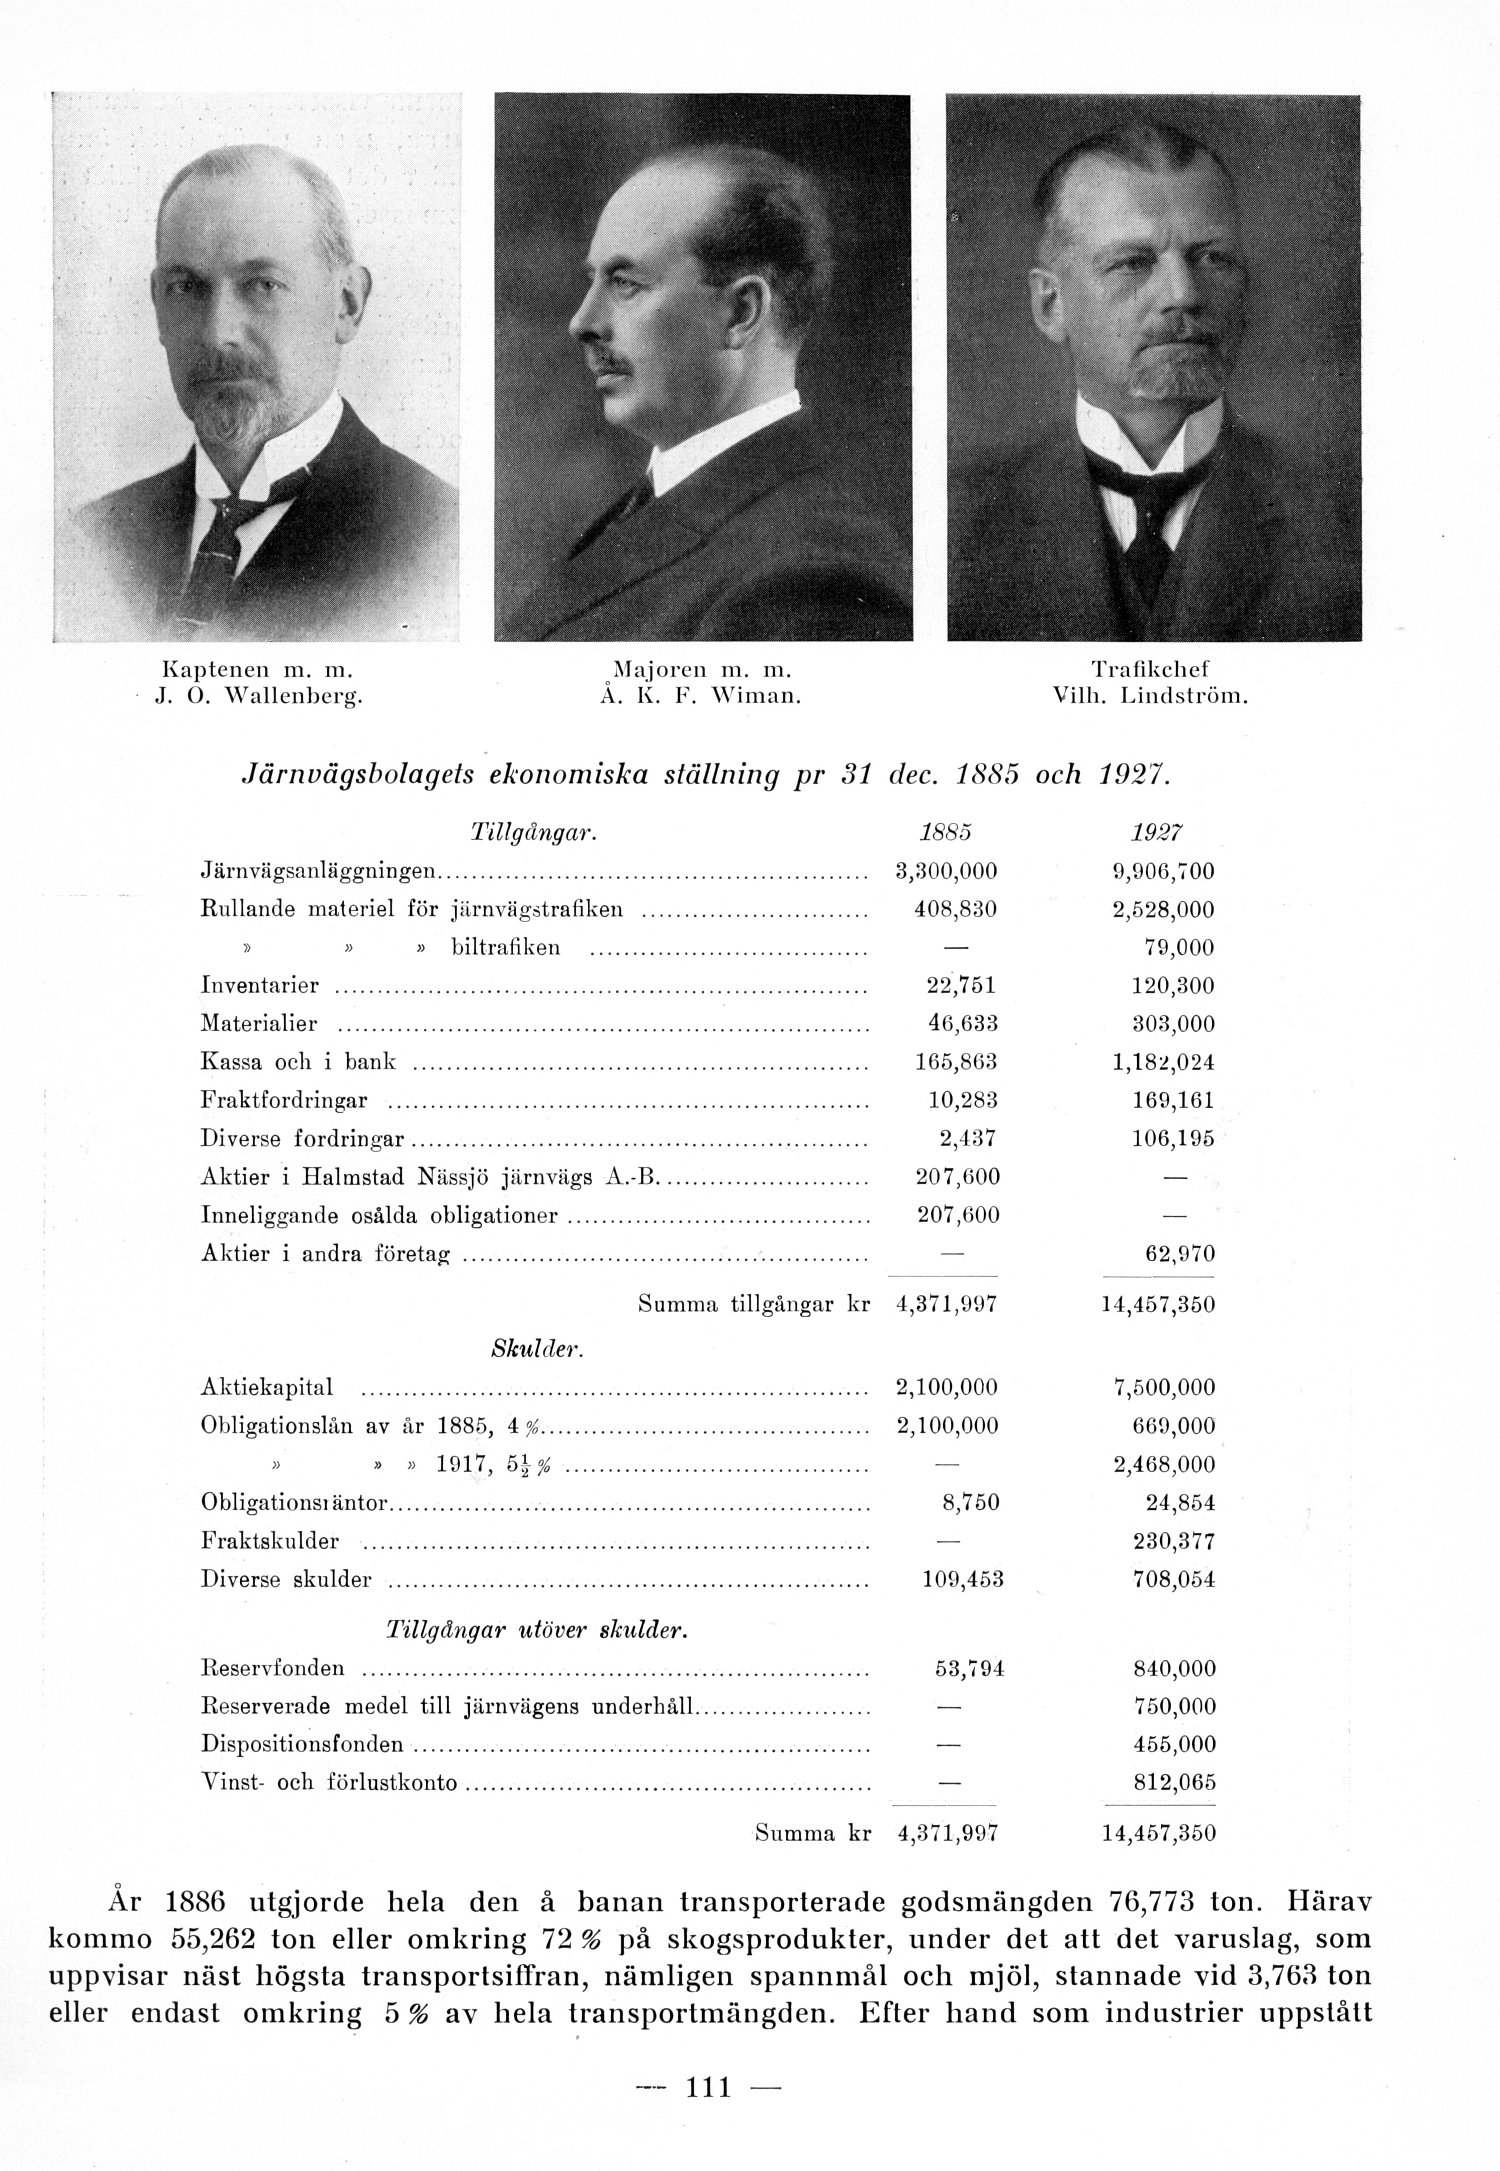 Kaptenen m. m.
J. O. Wallenberg.
Majoren m. m.
Å. K. F. Wiman.
Trafikchef
Vilh. Lindström.
Järnvägsbolagets ekonomiska ställning pr 31 dec. 1885 och 1927.
Tillgångar. 1885 1927
Järnvägsanläggningen 3,300,000 9,906,700
Rullande materiel för järnvägstrafiken 408,830 2,528,000
» » » biltrafiken — 79,000
Inventarier 22,751 120,300
Materialier 46,633 303,000
Kassa och i bank 165,863 1,182,024
Fraktfordringar 10,283 169,161
Diverse fordringar 2,437 106,195
Aktier i Halmstad Nässjö järnvägs A.-B. 207,600 —
Inneliggande osålda obligationer 207,600 —
Aktier i andra företag — 62,970
Summa tillgångar kr 4,371,997 14,457,350
Skulder.
Aktiekapital 2,100,000 7,500,000
Obligationslån av år 1885, 4 % 2,100,000 669,000
» » » 1917, 5½ % — 2,468,000
Obligationsräntor 8,750 24,854
Fraktskulder — 230,377
Diverse skulder 109,453 708,054
Tillgångar utöver skulder.
Reservfonden 53,794 840,000
Reserverade medel till järnvägens underhåll — 750,000
Dispositionsfonden — 455,000
Vinst- och förlustkonto — 812,065
Summa kr 4,371,997 14,457,350
År 1886 utgjorde hela den å banan transporterade godsmängden 76,773 ton. Härav
kommo 55,262 ton eller omkring 72 % på skogsprodukter, under det att det varuslag, som
uppvisar näst högsta transportsiffran, nämligen spannmål och mjöl, stannade vid 3,763 ton
eller endast omkring 5 % av hela transportmängden. Efter hand som industrier uppstått
— 111 —